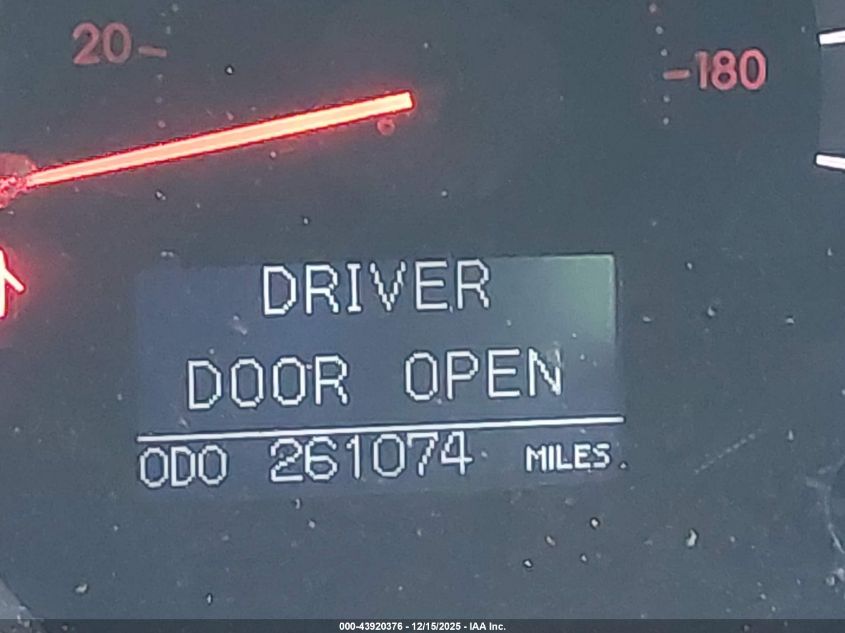 20
180
DRIVER
DOOR OPEN
ODO 261074 MILES
000-43920376 - 12/15/2025 - IAA Inc.